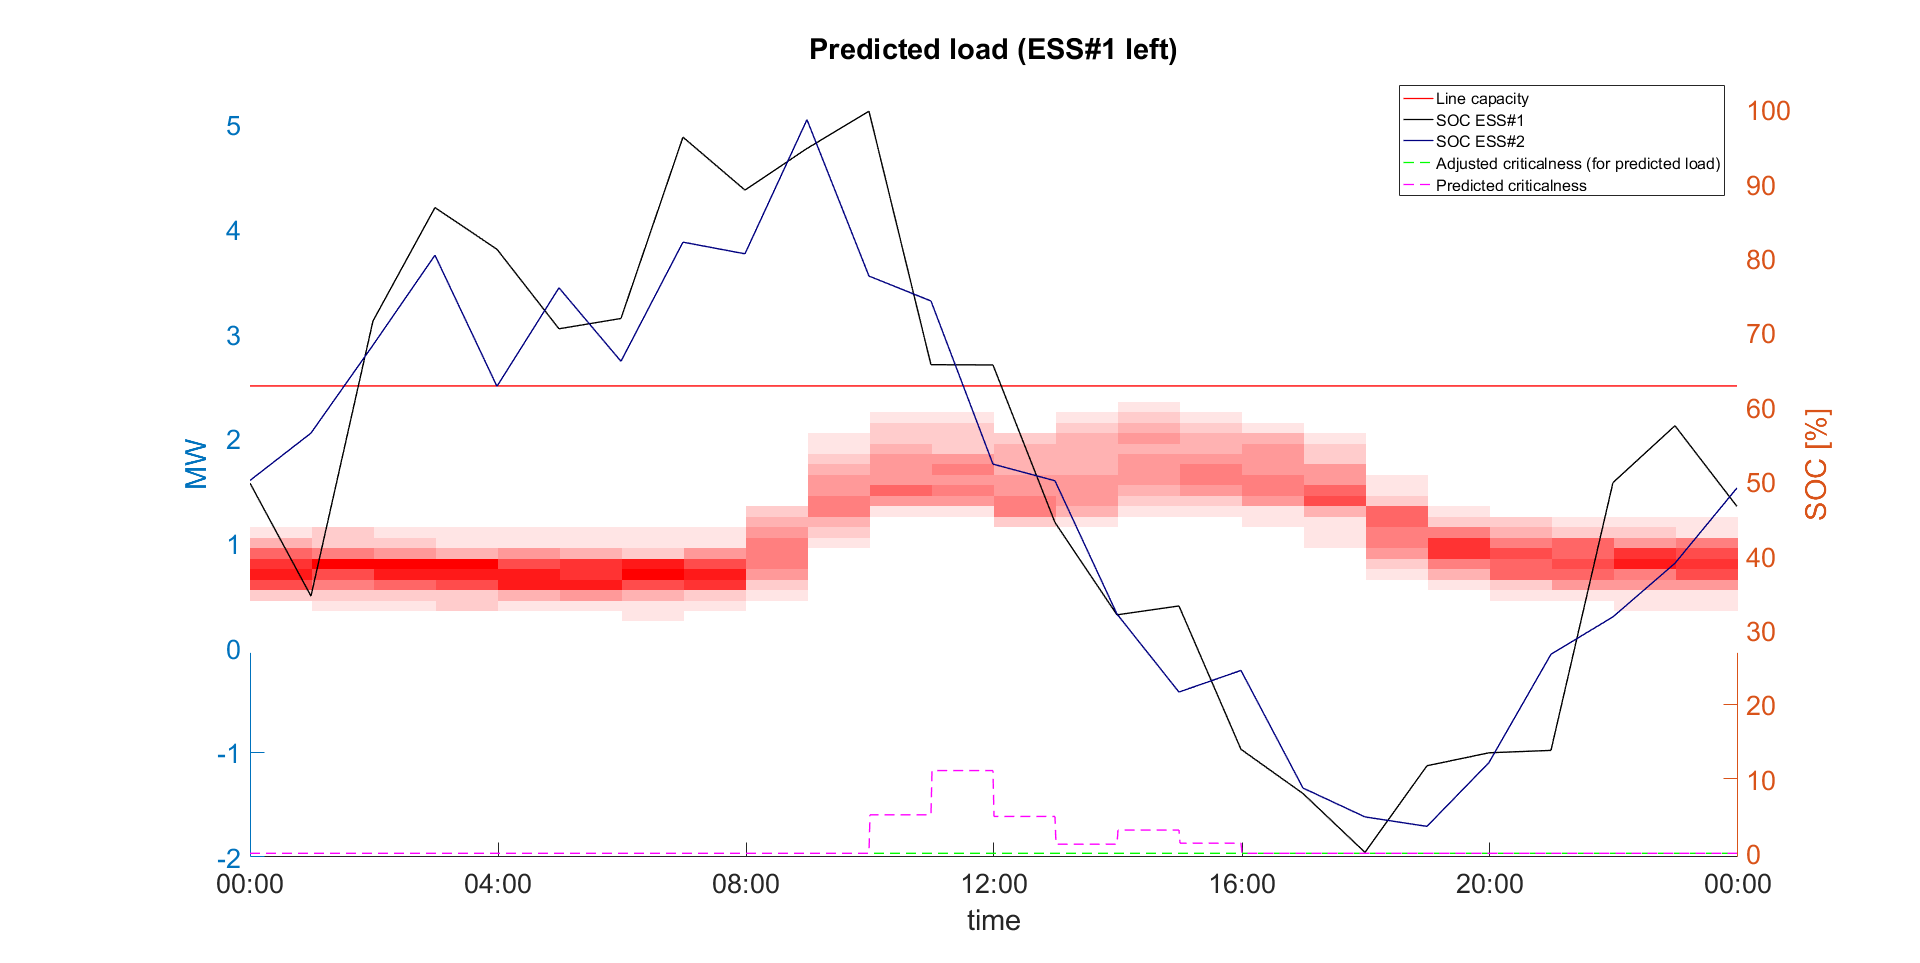 Predicted load (ESS#1 left)
Line capacity
SOC ESS#1
SOC ESS#2
Adjusted criticalness (for predicted load)
Predicted criticalness
5
4
3
2
1
0
-1
-2
MW
100
90
80
70
60
50
40
30
20
10
0
SOC [%]
00:00 04:00 08:00 12:00 16:00 20:00 00:00
time